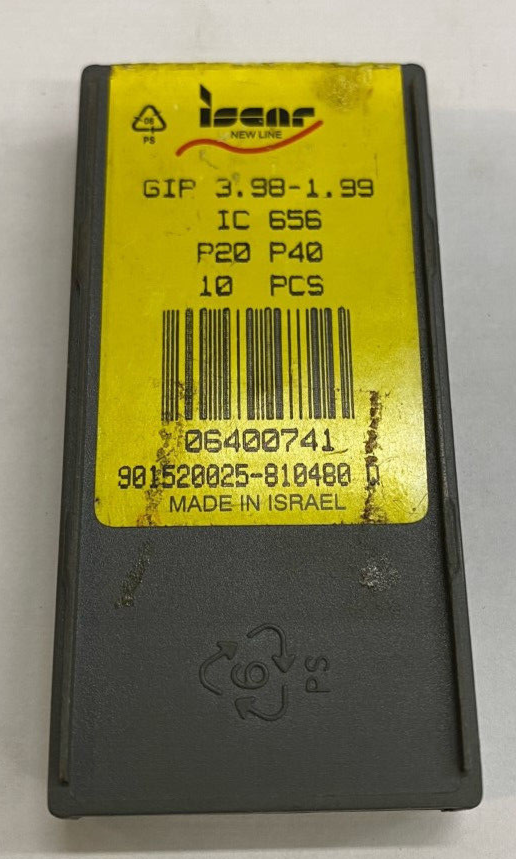 iscar
NEW LINE
06
PS
GIP 3.98-1.99
IC 656
P20 P40
10 PCS
06400741
901520025-810480
MADE IN ISRAEL
6
PS